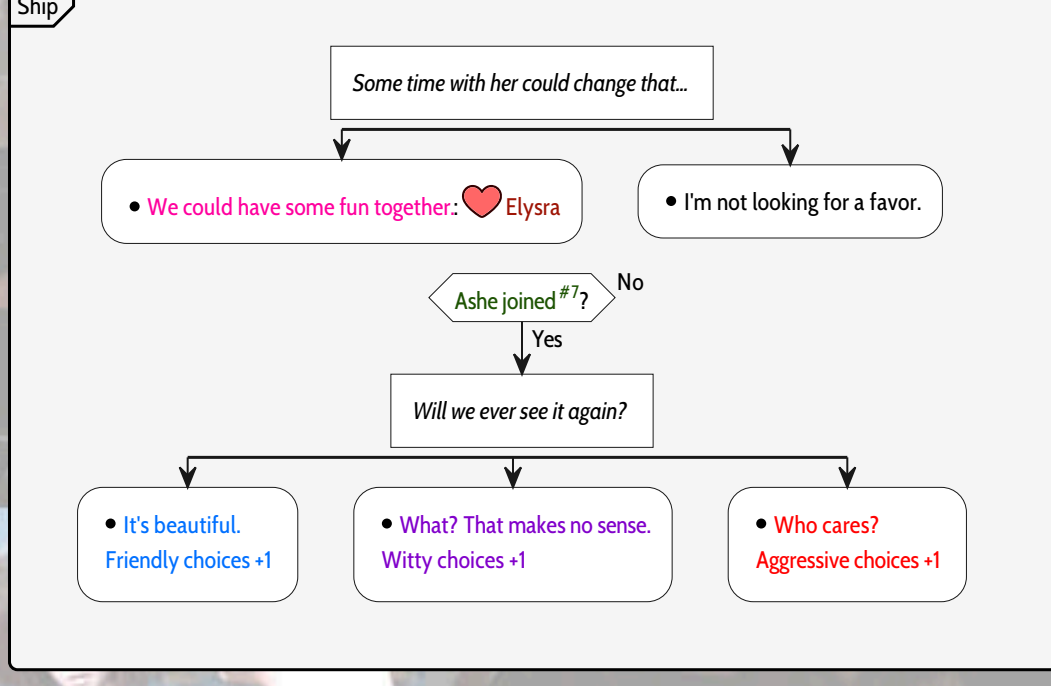 Ship
Some time with her could change that...
• We could have some fun together.: Elysra
• I'm not looking for a favor.
Ashe joined #7?
No
Yes
Will we ever see it again?
• It's beautiful.
Friendly choices +1
• What? That makes no sense.
Witty choices +1
• Who cares?
Aggressive choices +1